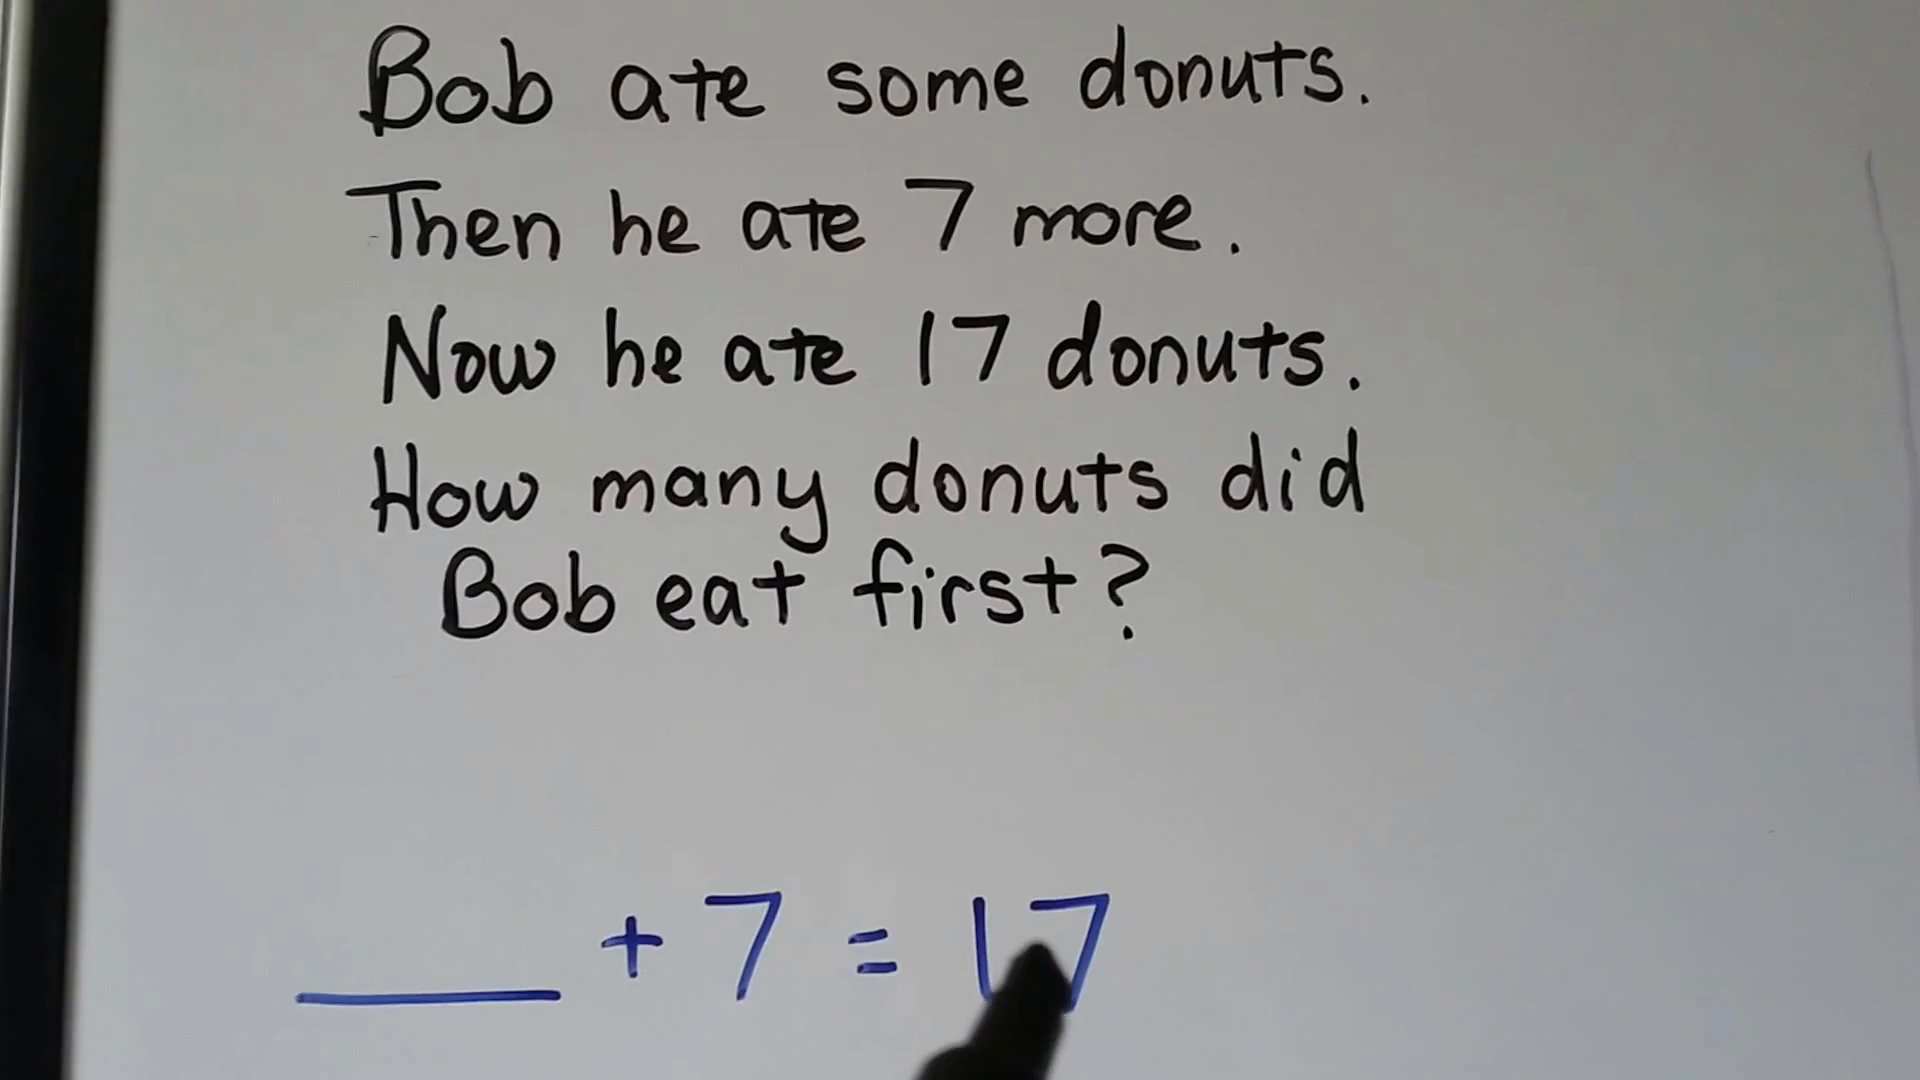 Bob ate some donuts.
Then he ate 7 more.
Now he ate 17 donuts.
How many donuts did
Bob eat first?
___ + 7 = 17